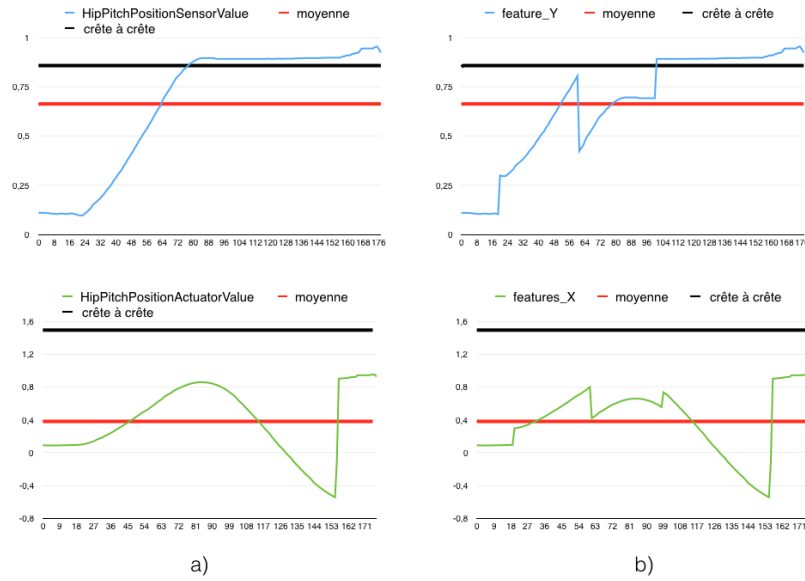 HipPitchPositionSensorValue moyenne
crête à crête
1
0,75
0,5
0,25
0
0 8 16 24 32 40 48 56 64 72 80 88 96 104 112 120 128 136 144 152 160 168 176
feature_Y moyenne
crête à crête
1
0,75
0,5
0,25
0
0 8 16 24 32 40 48 56 64 72 80 88 96 104 112 120 128 136 144 152 160 168 176
HipPitchPositionActuatorValue moyenne
crête à crête
1,6
1,2
0,8
0,4
0
-0,4
-0,8
0 9 18 27 36 45 54 63 72 81 90 99 108 117 126 135 144 153 162 171
features_X moyenne crête à crête
1,6
1,2
0,8
0,4
0
-0,4
-0,8
0 9 18 27 36 45 54 63 72 81 90 99 108 117 126 135 144 153 162 171
a) b)